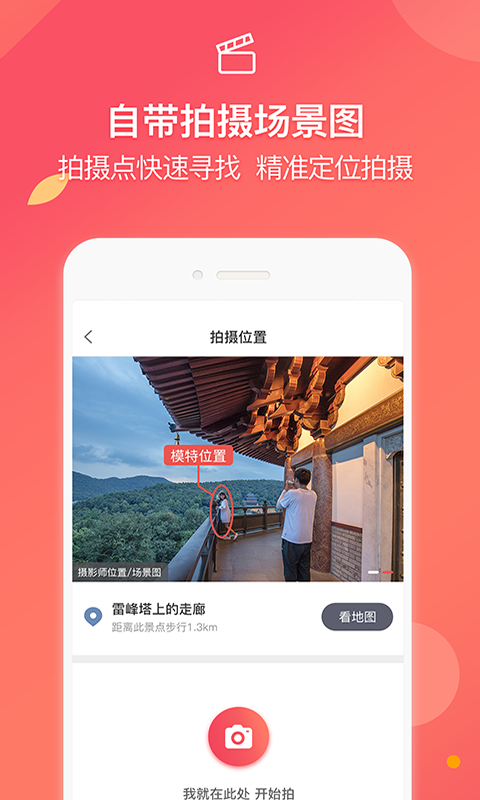 自带拍摄场景图
拍摄点快速寻找 精准定位拍摄
拍摄位置
模特位置
摄影师位置/场景图
雷峰塔上的走廊
距离此景点步行1.3km
看地图
我就在此处 开始拍